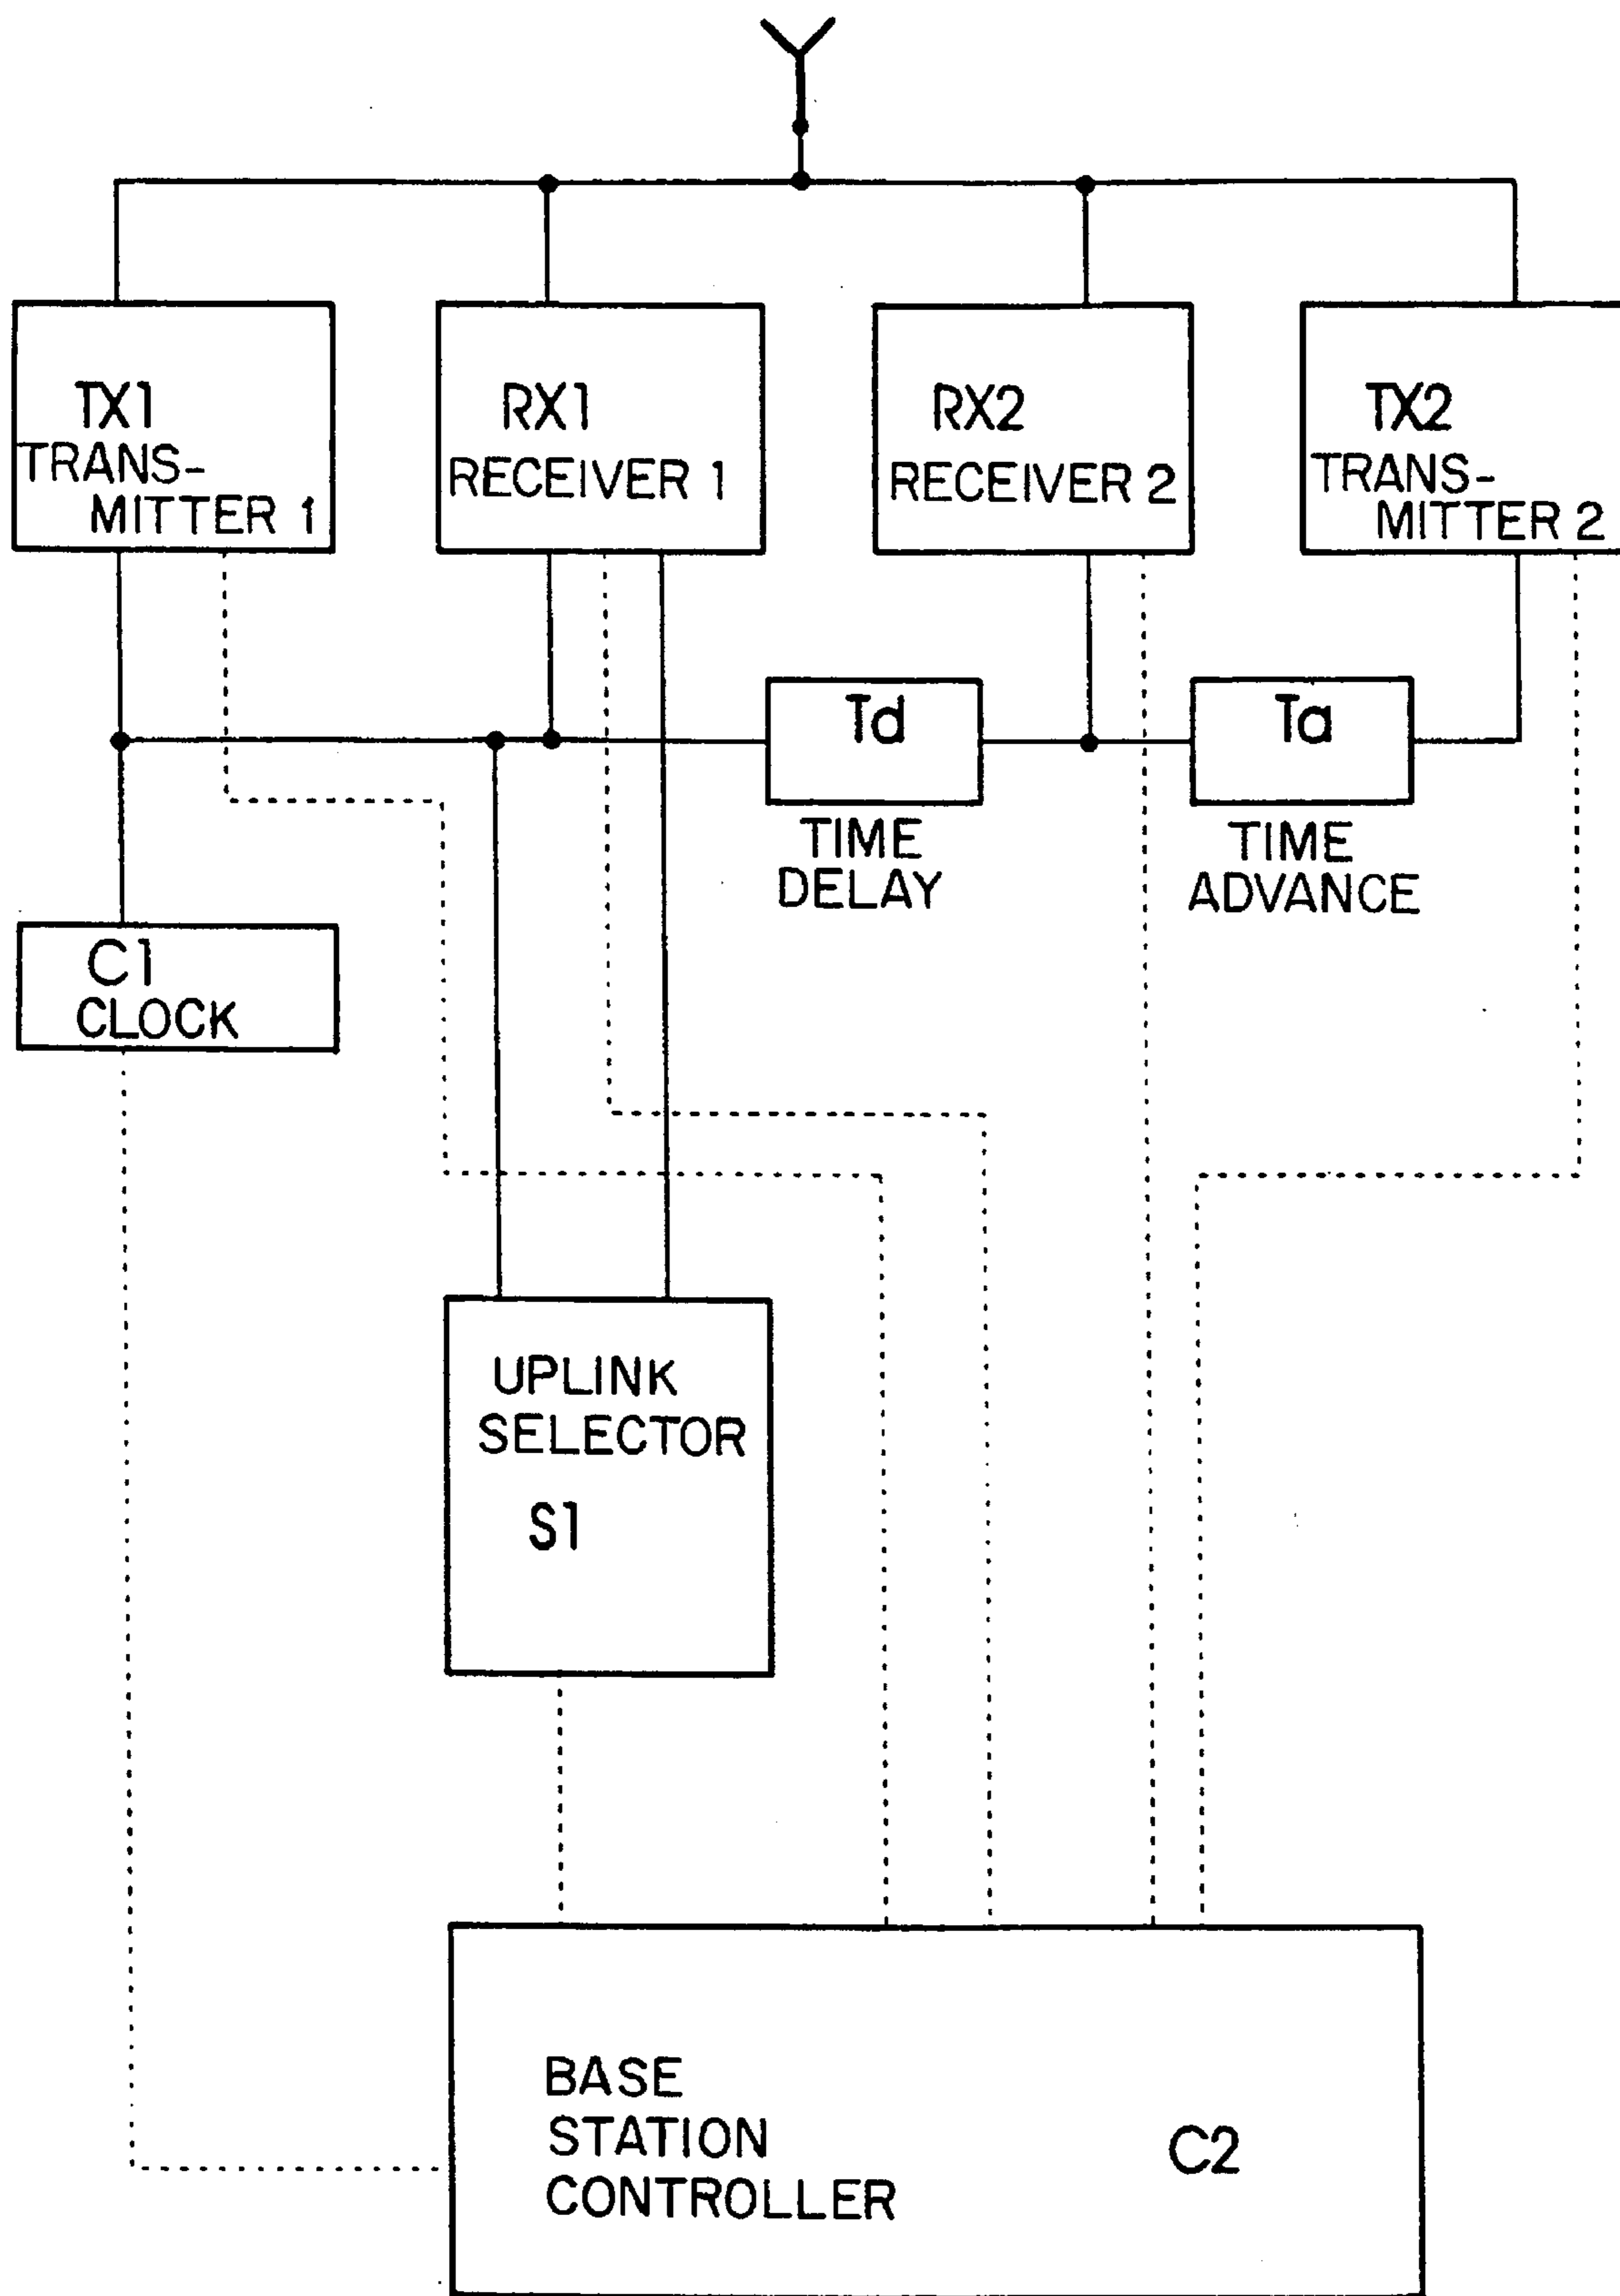 TX1
TRANS-
MITTER 1
RX1
RECEIVER 1
RX2
RECEIVER 2
TX2
TRANS-
MITTER 2
Td
TIME
DELAY
Ta
TIME
ADVANCE
C1
CLOCK
UPLINK
SELECTOR
S1
BASE
STATION
CONTROLLER
C2